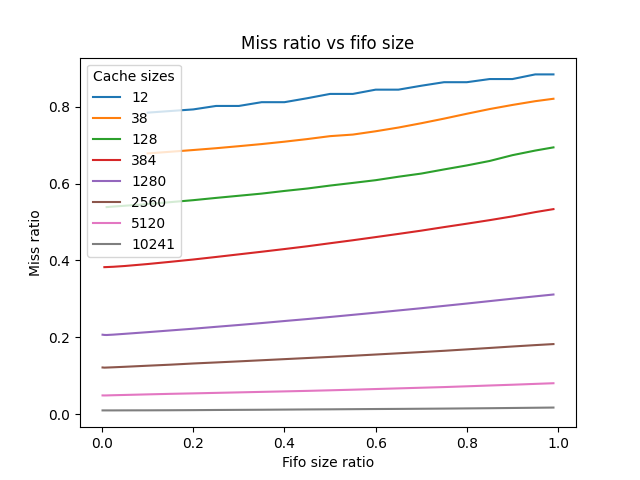 Miss ratio vs fifo size
Cache sizes
12
38
128
384
1280
2560
5120
10241
0.8
0.6
0.4
0.2
0.0
Miss ratio
0.0 0.2 0.4 0.6 0.8 1.0
Fifo size ratio